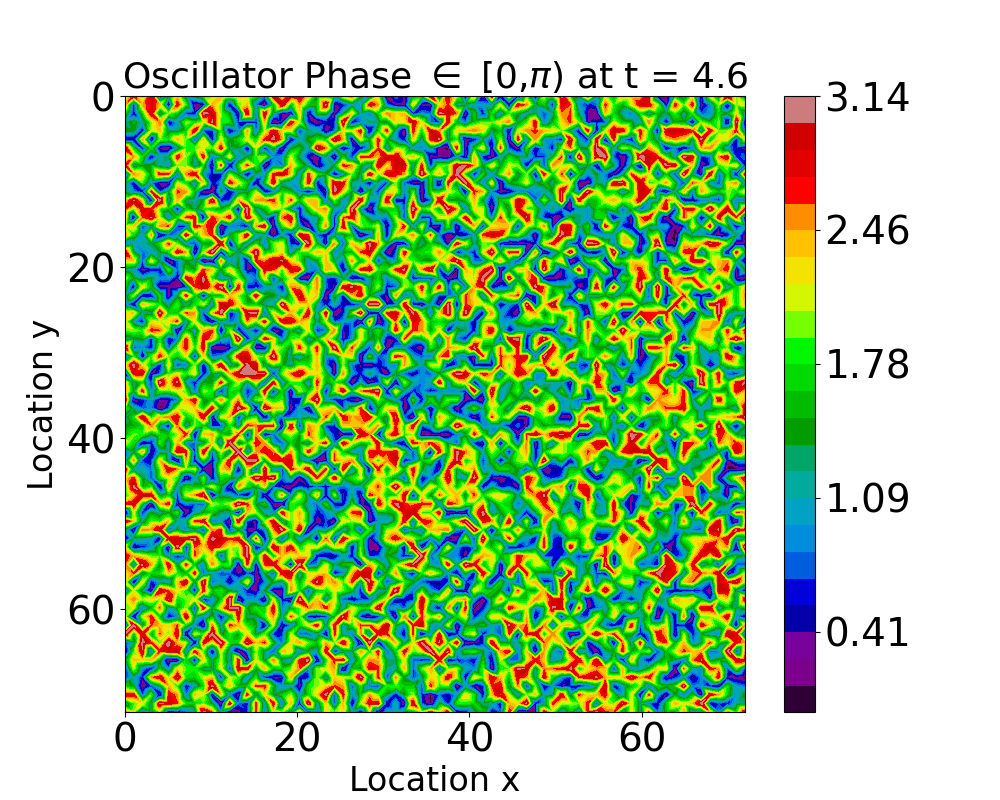 Oscillator Phase ∈ [0,π) at t = 4.6
0
20
40
60
Location y
0 20 40 60
Location x
3.14
2.46
1.78
1.09
0.41